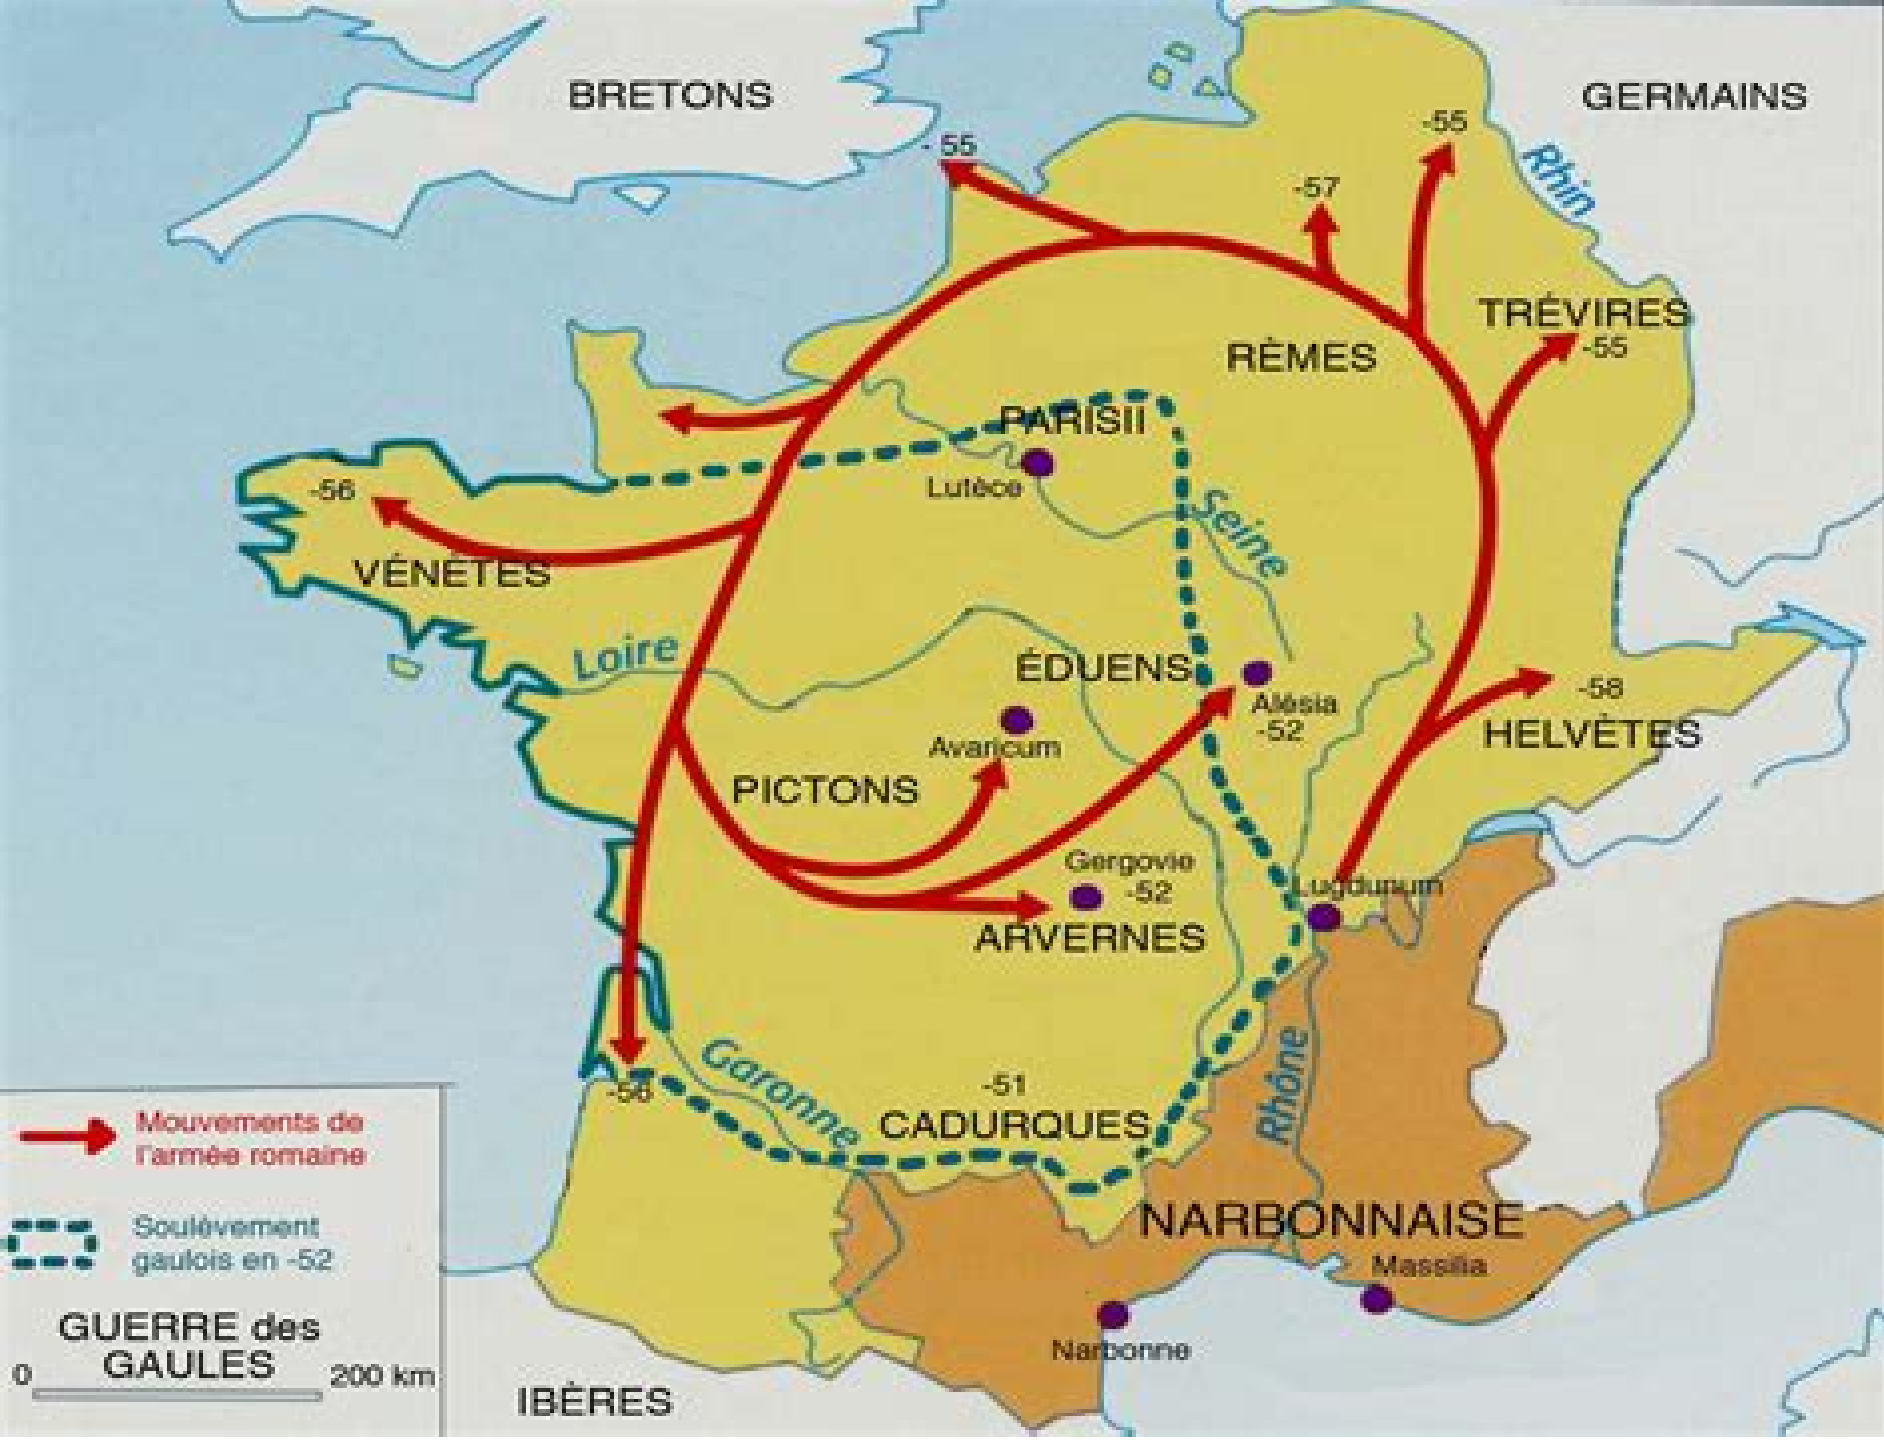 BRETONS
GERMAINS
-55
- 55
Rhin
-57
TRÉVIRES
-55
RÈMES
PARISII
Lutèce
-56
Seine
VÉNÈTES
Loire
ÉDUENS
Alésia
-52
-58
HELVÈTES
Avaricum
PICTONS
Gergovie
-52
Lugdunum
ARVERNES
Garonne
-56
-51
CADURQUES
Rhône
NARBONNAISE
Massilia
Narbonne
IBÈRES
Mouvements de
l'armée romaine
Soulèvement
gaulois en -52
GUERRE des
GAULES
0 200 km